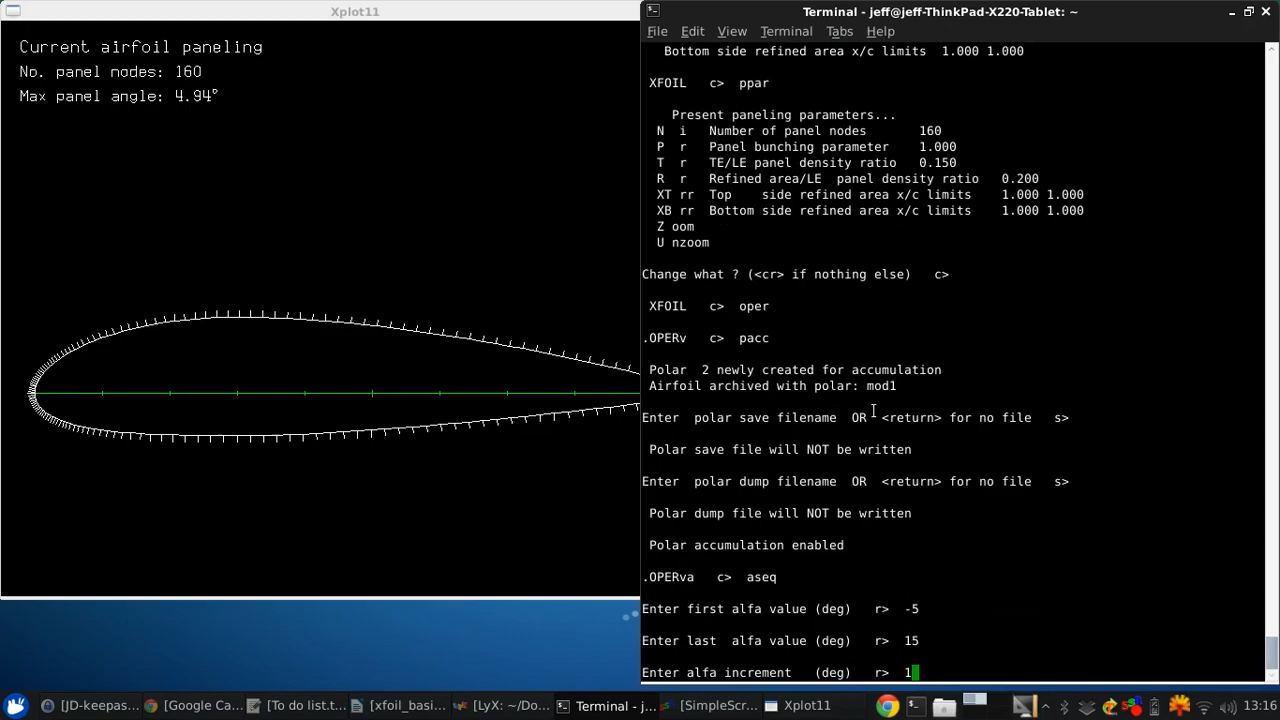 Xplot11
Current airfoil paneling
No. panel nodes: 160
Max panel angle: 4.94°
Terminal - jeff@jeff-ThinkPad-X220-Tablet: ~
File Edit View Terminal Tabs Help
Bottom side refined area x/c limits 1.000 1.000
XFOIL c> ppar
Present paneling parameters...
N i Number of panel nodes 160
P r Panel bunching parameter 1.000
T r TE/LE panel density ratio 0.150
R r Refined area/LE panel density ratio 0.200
XT rr Top side refined area x/c limits 1.000 1.000
XB rr Bottom side refined area x/c limits 1.000 1.000
Z oom
U nzoom
Change what ? (<cr> if nothing else) c>
XFOIL c> oper
.OPERv c> pacc
Polar 2 newly created for accumulation
Airfoil archived with polar: mod1
Enter polar save filename OR <return> for no file s>
Polar save file will NOT be written
Enter polar dump filename OR <return> for no file s>
Polar dump file will NOT be written
Polar accumulation enabled
.OPERva c> aseq
Enter first alfa value (deg) r> -5
Enter last alfa value (deg) r> 15
Enter alfa increment (deg) r> 1
[JD-keepas... [Google Ca... [To do list.t... [xfoil_basi... [LyX: ~/Do... Terminal - j... [SimpleScr... Xplot11 13:16